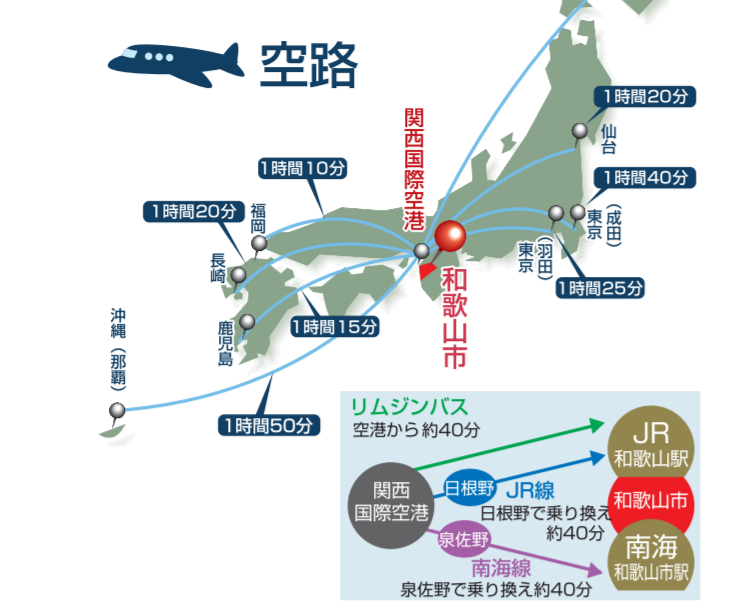 空路
1時間20分
仙台
関西国際空港
1時間10分
1時間40分
1時間20分
福岡
東京
(成田)
東京
(羽田)
長崎
和歌山市
1時間25分
沖縄(那覇)
鹿児島
1時間15分
1時間50分
リムジンバス
空港から約40分
JR
和歌山駅
関西
国際空港
日根野
JR線
日根野で乗り換え
約40分
和歌山市
泉佐野
南海線
泉佐野で乗り換え約40分
南海
和歌山市駅